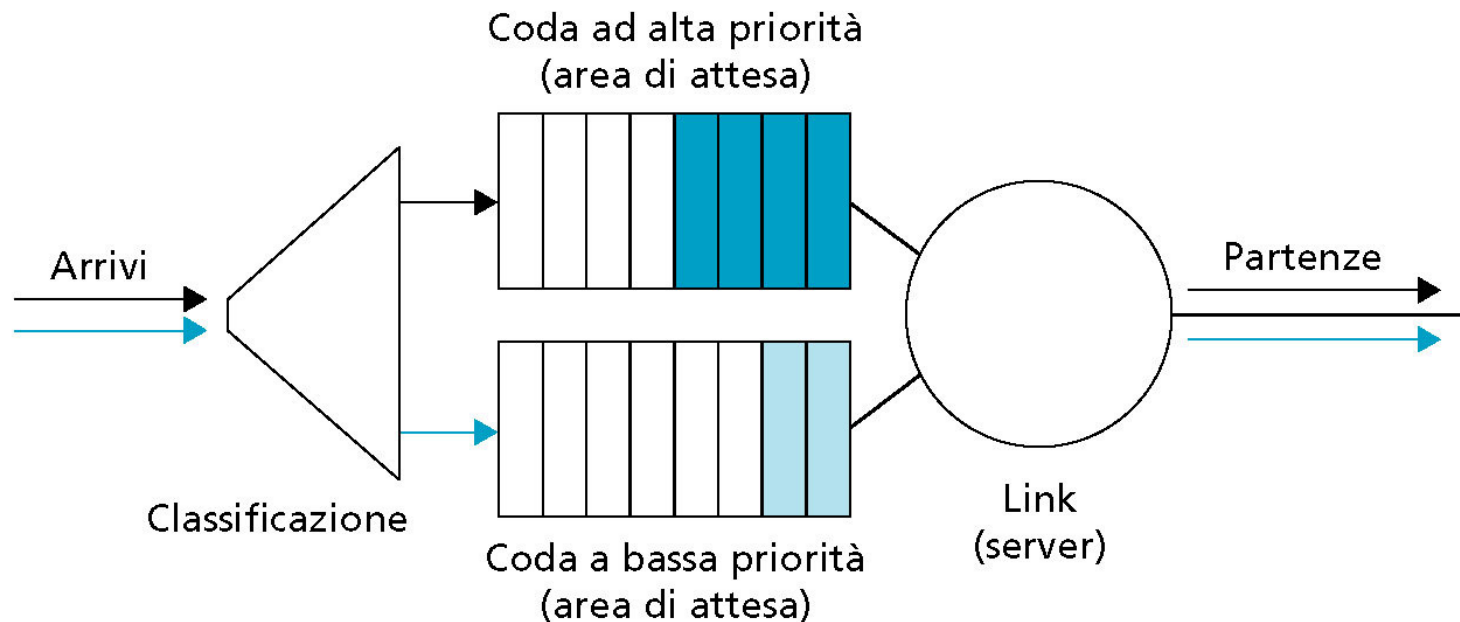 Coda ad alta priorità
(area di attesa)
Arrivi
Partenze
Classificazione
Link
(server)
Coda a bassa priorità
(area di attesa)